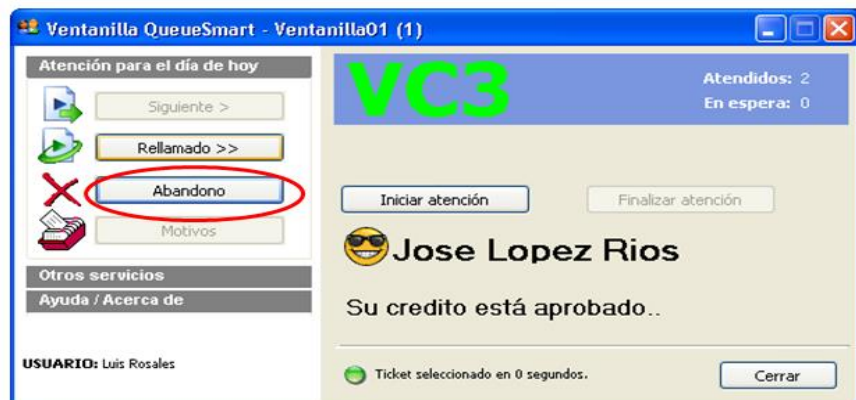 Ventanilla QueueSmart - Ventanilla01 (1)
Atención para el día de hoy
Siguiente >
Rellamado >>
Abandono
Motivos
Otros servicios
Ayuda / Acerca de
USUARIO: Luis Rosales
VC3
Atendidos: 2
En espera: 0
Iniciar atención
Finalizar atención
Jose Lopez Rios
Su credito está aprobado..
Ticket seleccionado en 0 segundos.
Cerrar